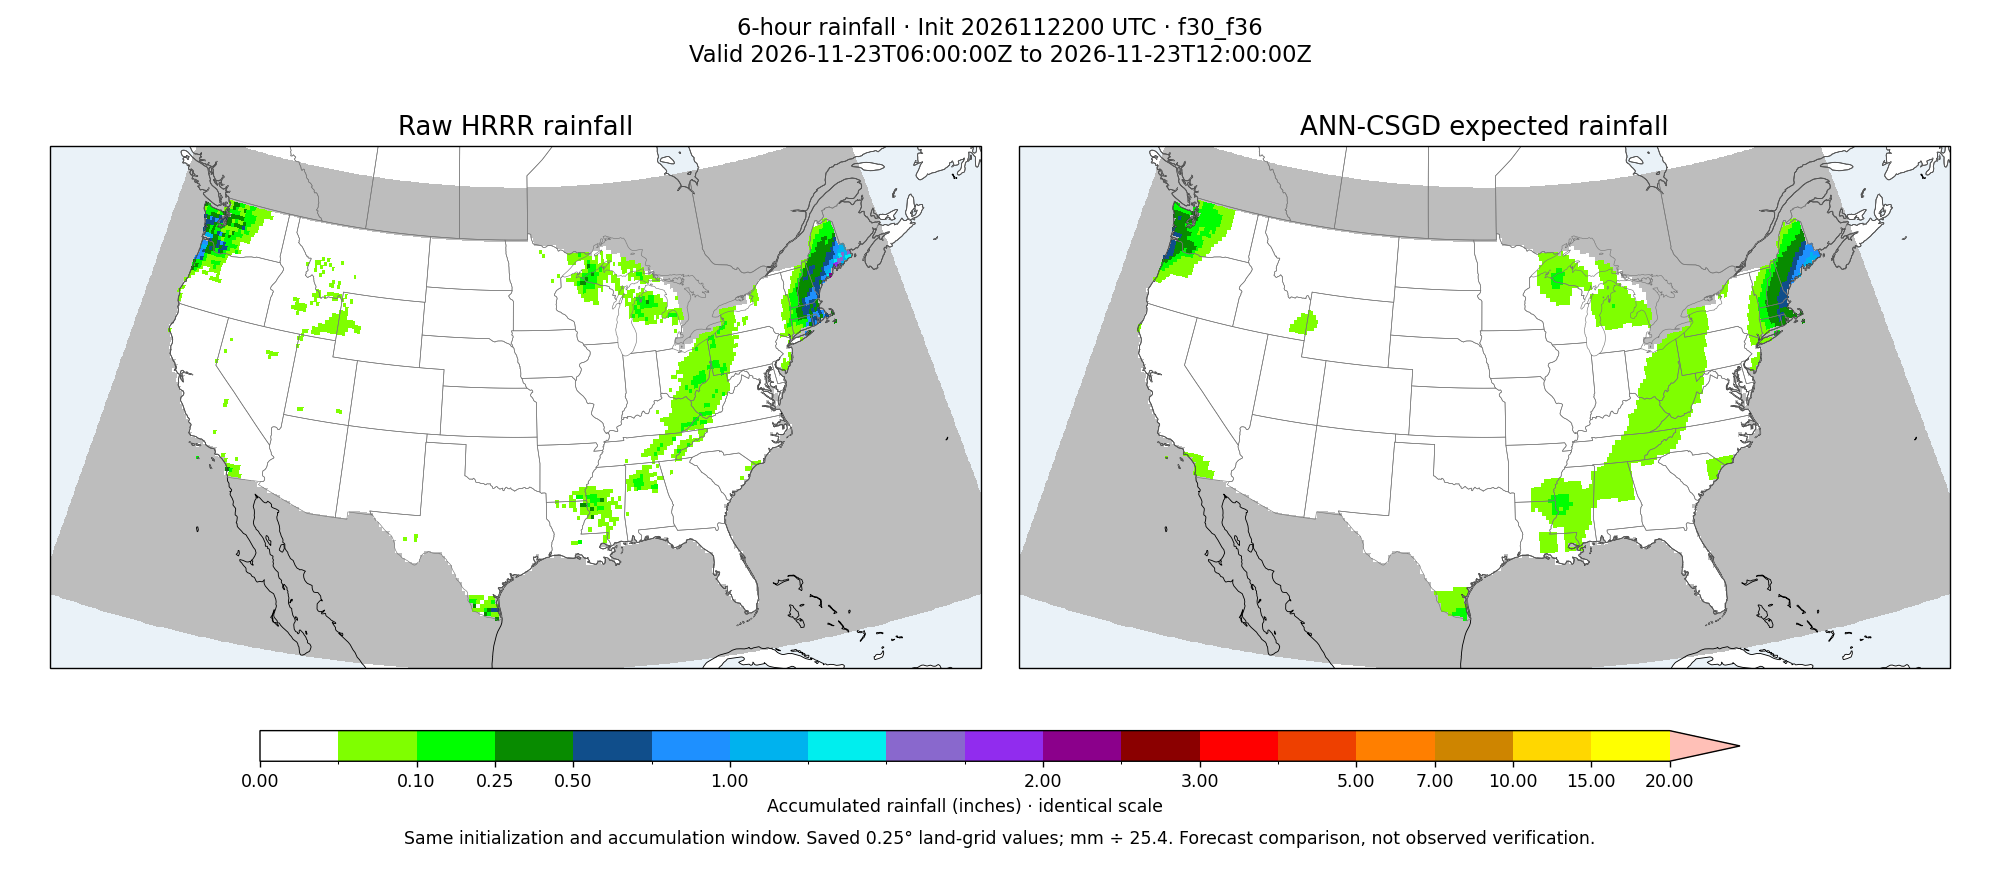 6-hour rainfall · Init 2026112200 UTC · f30_f36
Valid 2026-11-23T06:00:00Z to 2026-11-23T12:00:00Z
Raw HRRR rainfall
ANN-CSGD expected rainfall
0.00 0.10 0.25 0.50 1.00 2.00 3.00 5.00 7.00 10.00 15.00 20.00
Accumulated rainfall (inches) · identical scale
Same initialization and accumulation window. Saved 0.25° land-grid values; mm ÷ 25.4. Forecast comparison, not observed verification.